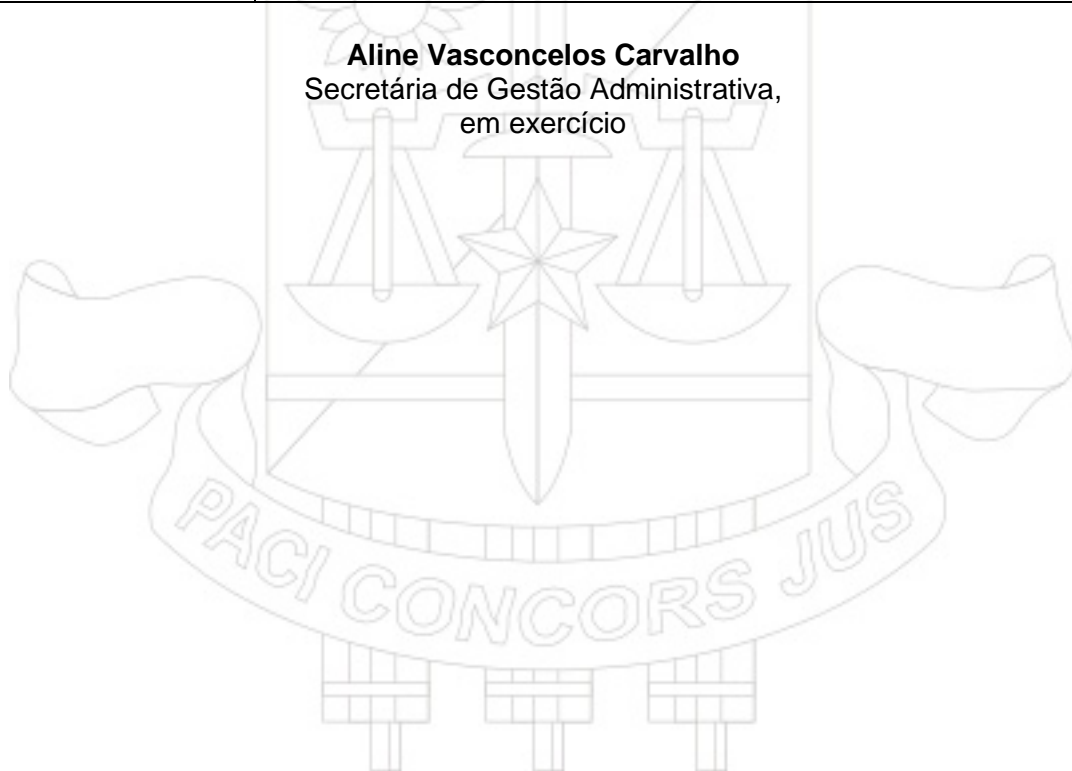 Aline Vasconcelos Carvalho
Secretária de Gestão Administrativa,
em exercício
PACI CONCORS JUS